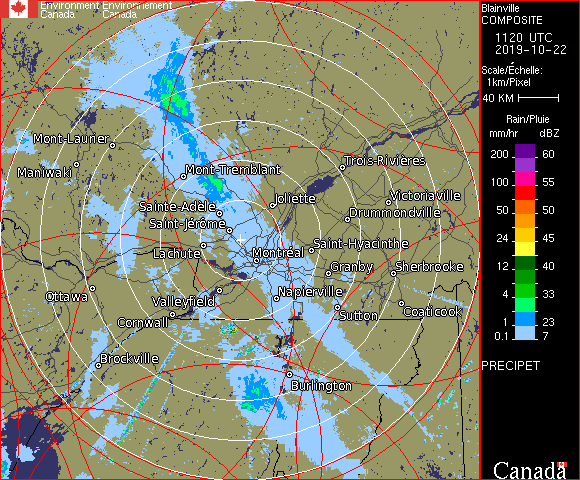 Environment Environnement
Canada Canada
Blainville
COMPOSITE
1120 UTC
2019-10-22
Scale/Échelle:
1km/Pixel
40 KM
Rain/Pluie
mm/hr dBZ
200 60
100 55
50 50
24 45
12 40
4 33
1 23
0.1 7
PRECIPET
Canada
Mont-Laurier
Maniwaki
Mont-Tremblant
Trois-Rivières
Sainte-Adèle
Joliette
Victoriaville
Drummondville
Saint-Jérôme
Lachute
Montréal
Saint-Hyacinthe
Granby
Sherbrooke
Ottawa
Valleyfield
Napierville
Cornwall
Sutton
Coaticook
Brockville
Burlington